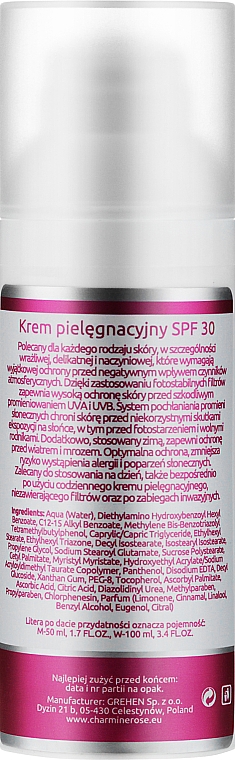 Krem pielęgnacyjny SPF 30
Polecany dla każdego rodzaju skóry, w szczególności
wrażliwej, delikatnej i naczyniowej, które wymagają
wyjątkowej ochrony przed negatywnym wpływem czynników
atmosferycznych. Dzięki zastosowaniu fotostabilnych filtrów
zapewnia wysoką ochronę skóry przed szkodliwym
promieniowaniem UVA i UVB. System pochłaniania promieni
słonecznych chroni skórę przed niekorzystnymi skutkami
ekspozycji na słońce, w tym przed fotostarzeniem i wolnymi
rodnikami. Dodatkowo, stosowany zimą, zapewni ochronę
przed wiatrem i mrozem. Optymalna ochrona, zmniejsza
ryzyko wystąpienia alergii i poparzeń słonecznych.
Zalecany do stosowania na dzień, także bezpośrednio
po użyciu codziennego kremu pielęgnacyjnego,
niezawierającego filtrów oraz po zabiegach inwazyjnych.
Ingredients: Aqua (Water), Diethylamino Hydroxybenzoyl Hexyl
Benzoate, C12-15 Alkyl Benzoate, Methylene Bis-Benzotriazolyl
Tetramethylbutylphenol, Caprylic/Capric Triglyceride, Ethylhexyl
Stearate, Ethylhexyl Triazone, Decyl Isostearate, Isostearyl Isostearate,
Propylene Glycol, Sodium Stearoyl Glutamate, Sucrose Polystearate,
Cetyl Palmitate, Myristyl Myristate, Hydroxyethyl Acrylate/Sodium
Acryloyldimethyl Taurate Copolymer, Panthenol, Disodium EDTA, Decyl
Glucoside, Xanthan Gum, PEG-8, Tocopherol, Ascorbyl Palmitate,
Ascorbic Acid, Citric Acid, Diazolidinyl Urea, Methylparaben,
Propylparaben, Chlorphenesin, Parfum (Limonene, Cinnamal, Linalool,
Benzyl Alcohol, Eugenol, Citral)
Litera po dacie przydatności oznacza pojemność:
M-50 ml, 1.7 FL.OZ., W-100 ml, 3.4 FL.OZ.
Najlepiej zużyć przed końcem:
data i nr partii na opak.
Manufacturer: GREHEN Sp. z o.o.
Dyzin 21 b, 05-430 Celestynów, Poland
www.charminerose.eu